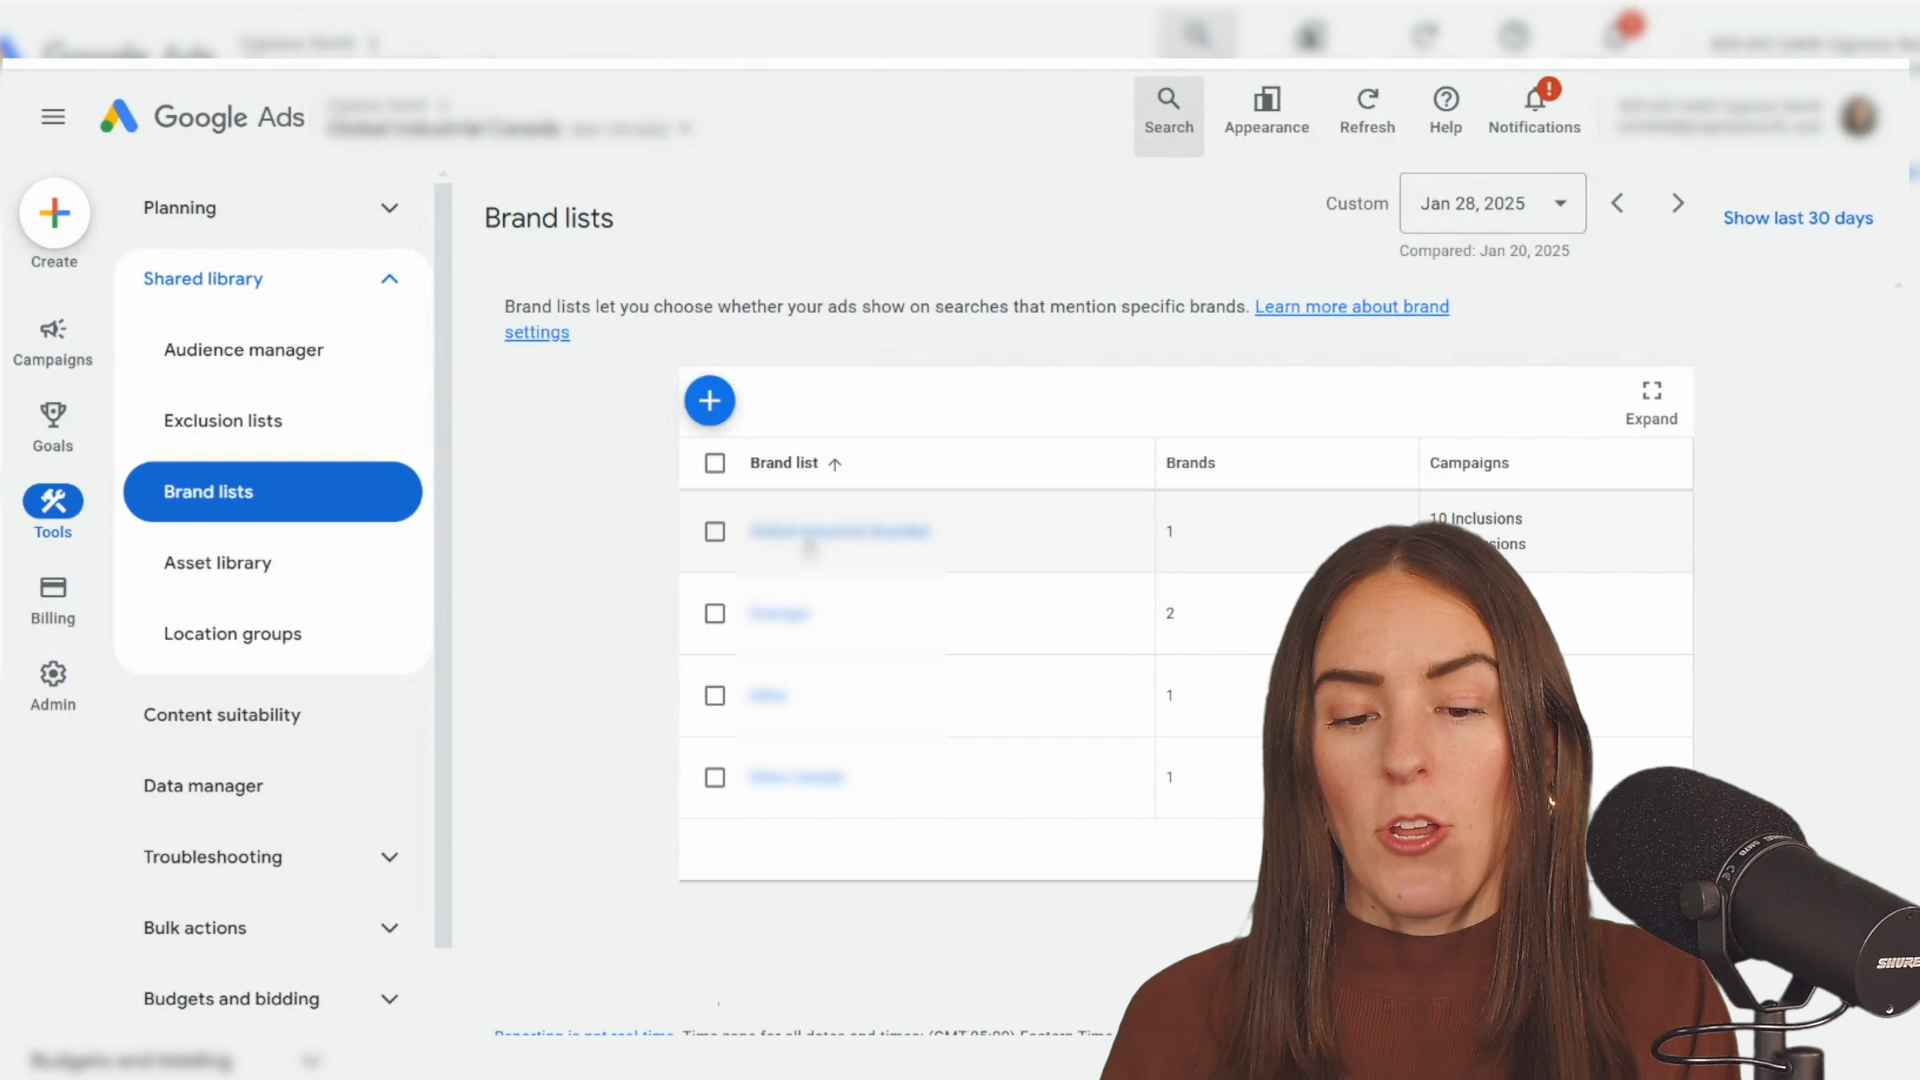 Google Ads
Search
Appearance
Refresh
Help
Notifications
Create
Campaigns
Goals
Tools
Billing
Admin
Planning
Shared library
Audience manager
Exclusion lists
Brand lists
Asset library
Location groups
Content suitability
Data manager
Troubleshooting
Bulk actions
Budgets and bidding
Brand lists
Custom
Jan 28, 2025
Compared: Jan 20, 2025
Show last 30 days
Brand lists let you choose whether your ads show on searches that mention specific brands. Learn more about brand
settings
Expand
Brand list
Brands
Campaigns
1
10 Inclusions
2
1
1
SHURE